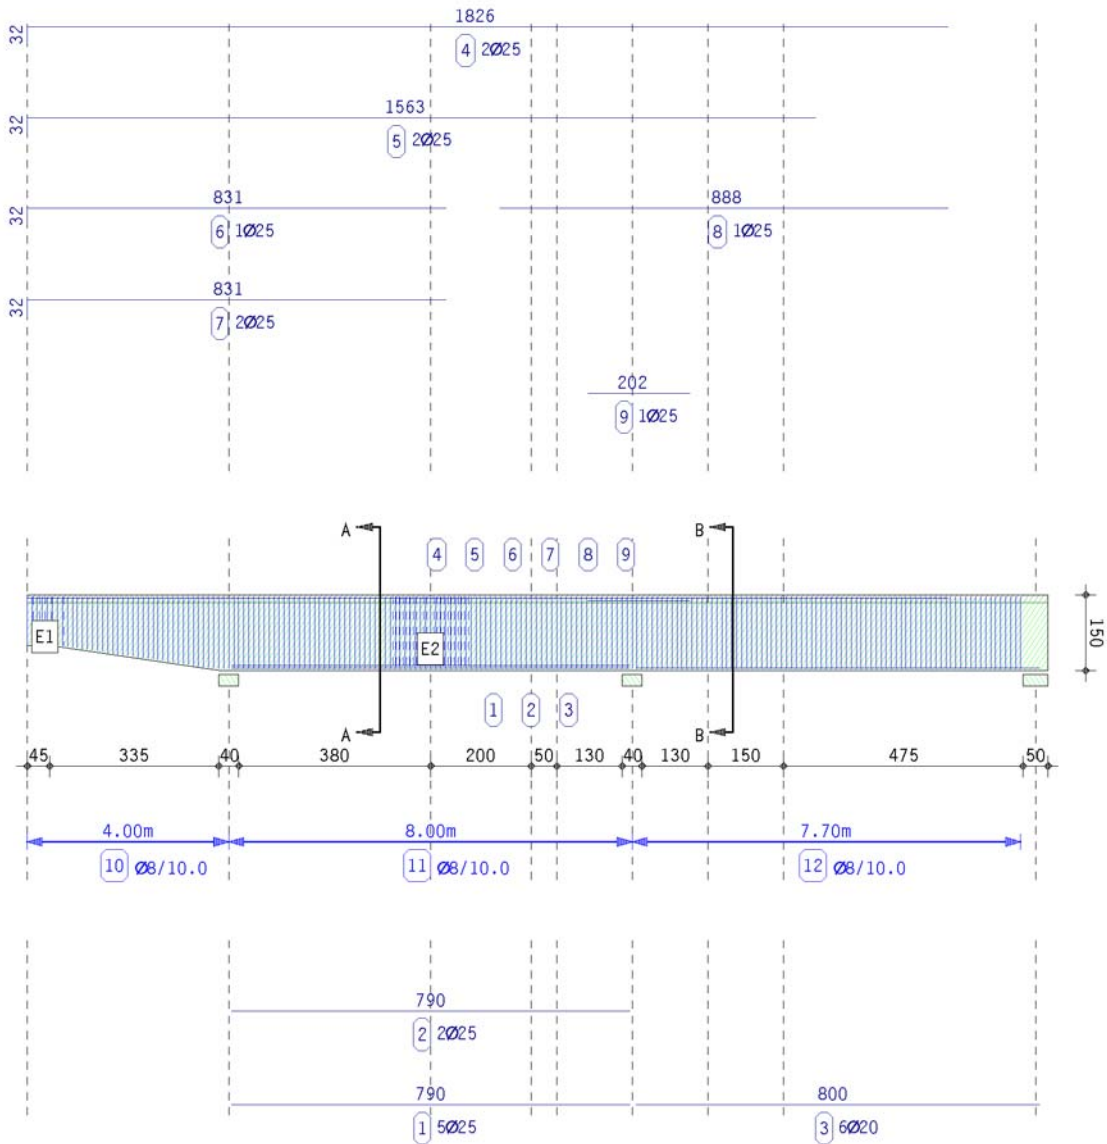 1826
32
4 2Ø25
1563
32
5 2Ø25
831 888
32
6 1Ø25 8 1Ø25
831
32
7 2Ø25
202
9 1Ø25
A B
4 5 6 7 8 9
E1 E2
150
1 2 3
A B
45 335 40 380 200 50 130 40 130 150 475 50
4.00m 8.00m 7.70m
10 Ø8/10.0 11 Ø8/10.0 12 Ø8/10.0
790
2 2Ø25
790 800
1 5Ø25 3 6Ø20